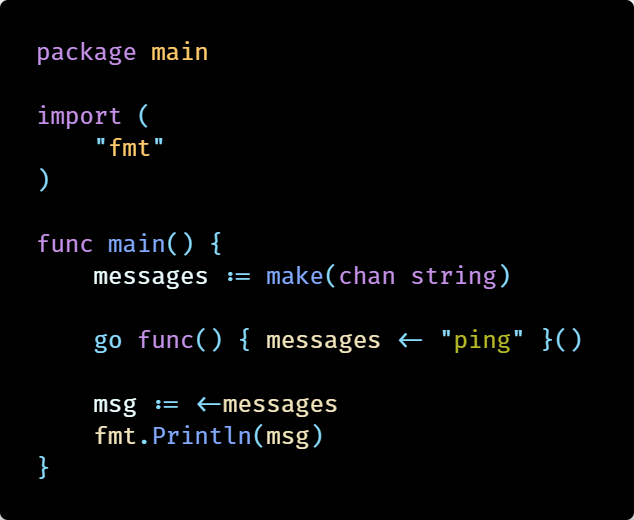 package main

import (
    "fmt"
)

func main() {
    messages := make(chan string)

    go func() { messages <- "ping" }()

    msg := <-messages
    fmt.Println(msg)
}